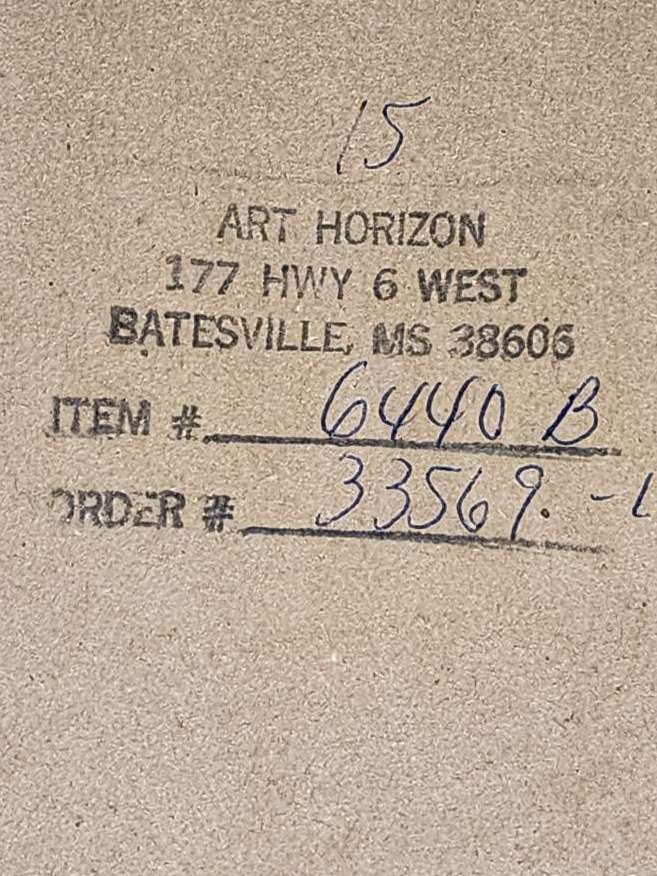 15
ART HORIZON
177 HWY 6 WEST
BATESVILLE, MS 38606
ITEM # 6440 B
ORDER # 33569. -